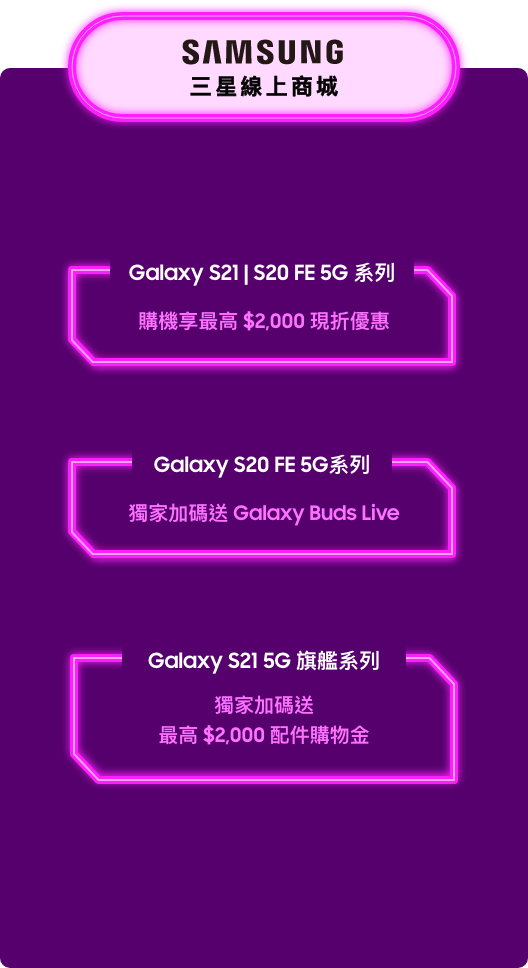 SAMSUNG
三星線上商城
Galaxy S21 | S20 FE 5G 系列
購機享最高 $2,000 現折優惠
Galaxy S20 FE 5G系列
獨家加碼送 Galaxy Buds Live
Galaxy S21 5G 旗艦系列
獨家加碼送
最高 $2,000 配件購物金